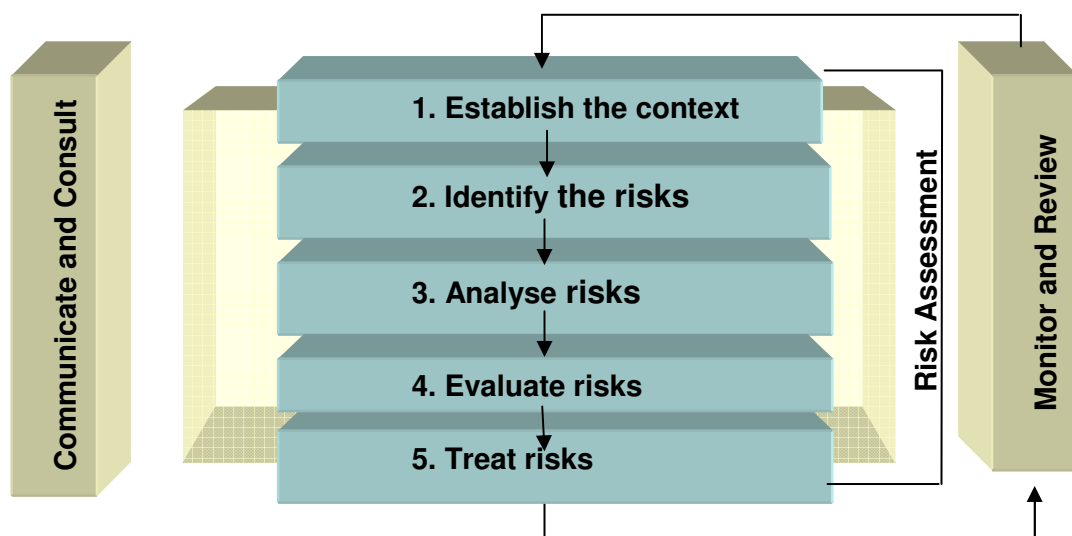 Communicate and Consult
1. Establish the context
2. Identify the risks
3. Analyse risks
4. Evaluate risks
5. Treat risks
Risk Assessment
Monitor and Review